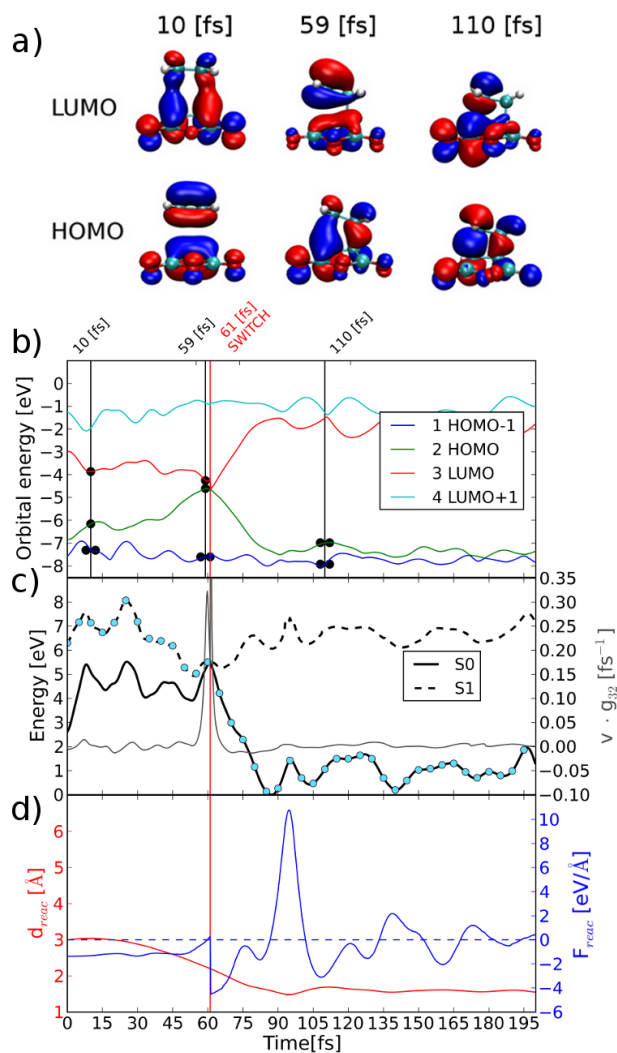 a)
10 [fs] 59 [fs] 110 [fs]
LUMO
HOMO
10 [fs] 59 [fs] 61 [fs] SWITCH 110 [fs]
b)
Orbital energy [eV]
0
−1
−2
−3
−4
−5
−6
−7
−8
1 HOMO-1
2 HOMO
3 LUMO
4 LUMO+1
c)
Energy [eV]
8
7
6
5
4
3
2
1
0
S0
S1
0.35
0.30
0.25
0.20
0.15
0.10
0.05
0.00
−0.05
−0.10
v · g32 [fs−1]
d)
dreac [Å]
6
5
4
3
2
1
10
8
6
4
2
0
−2
−4
−6
Freac [eV/Å]
0 15 30 45 61 75 90 105 120 135 150 165 180 195
Time[fs]